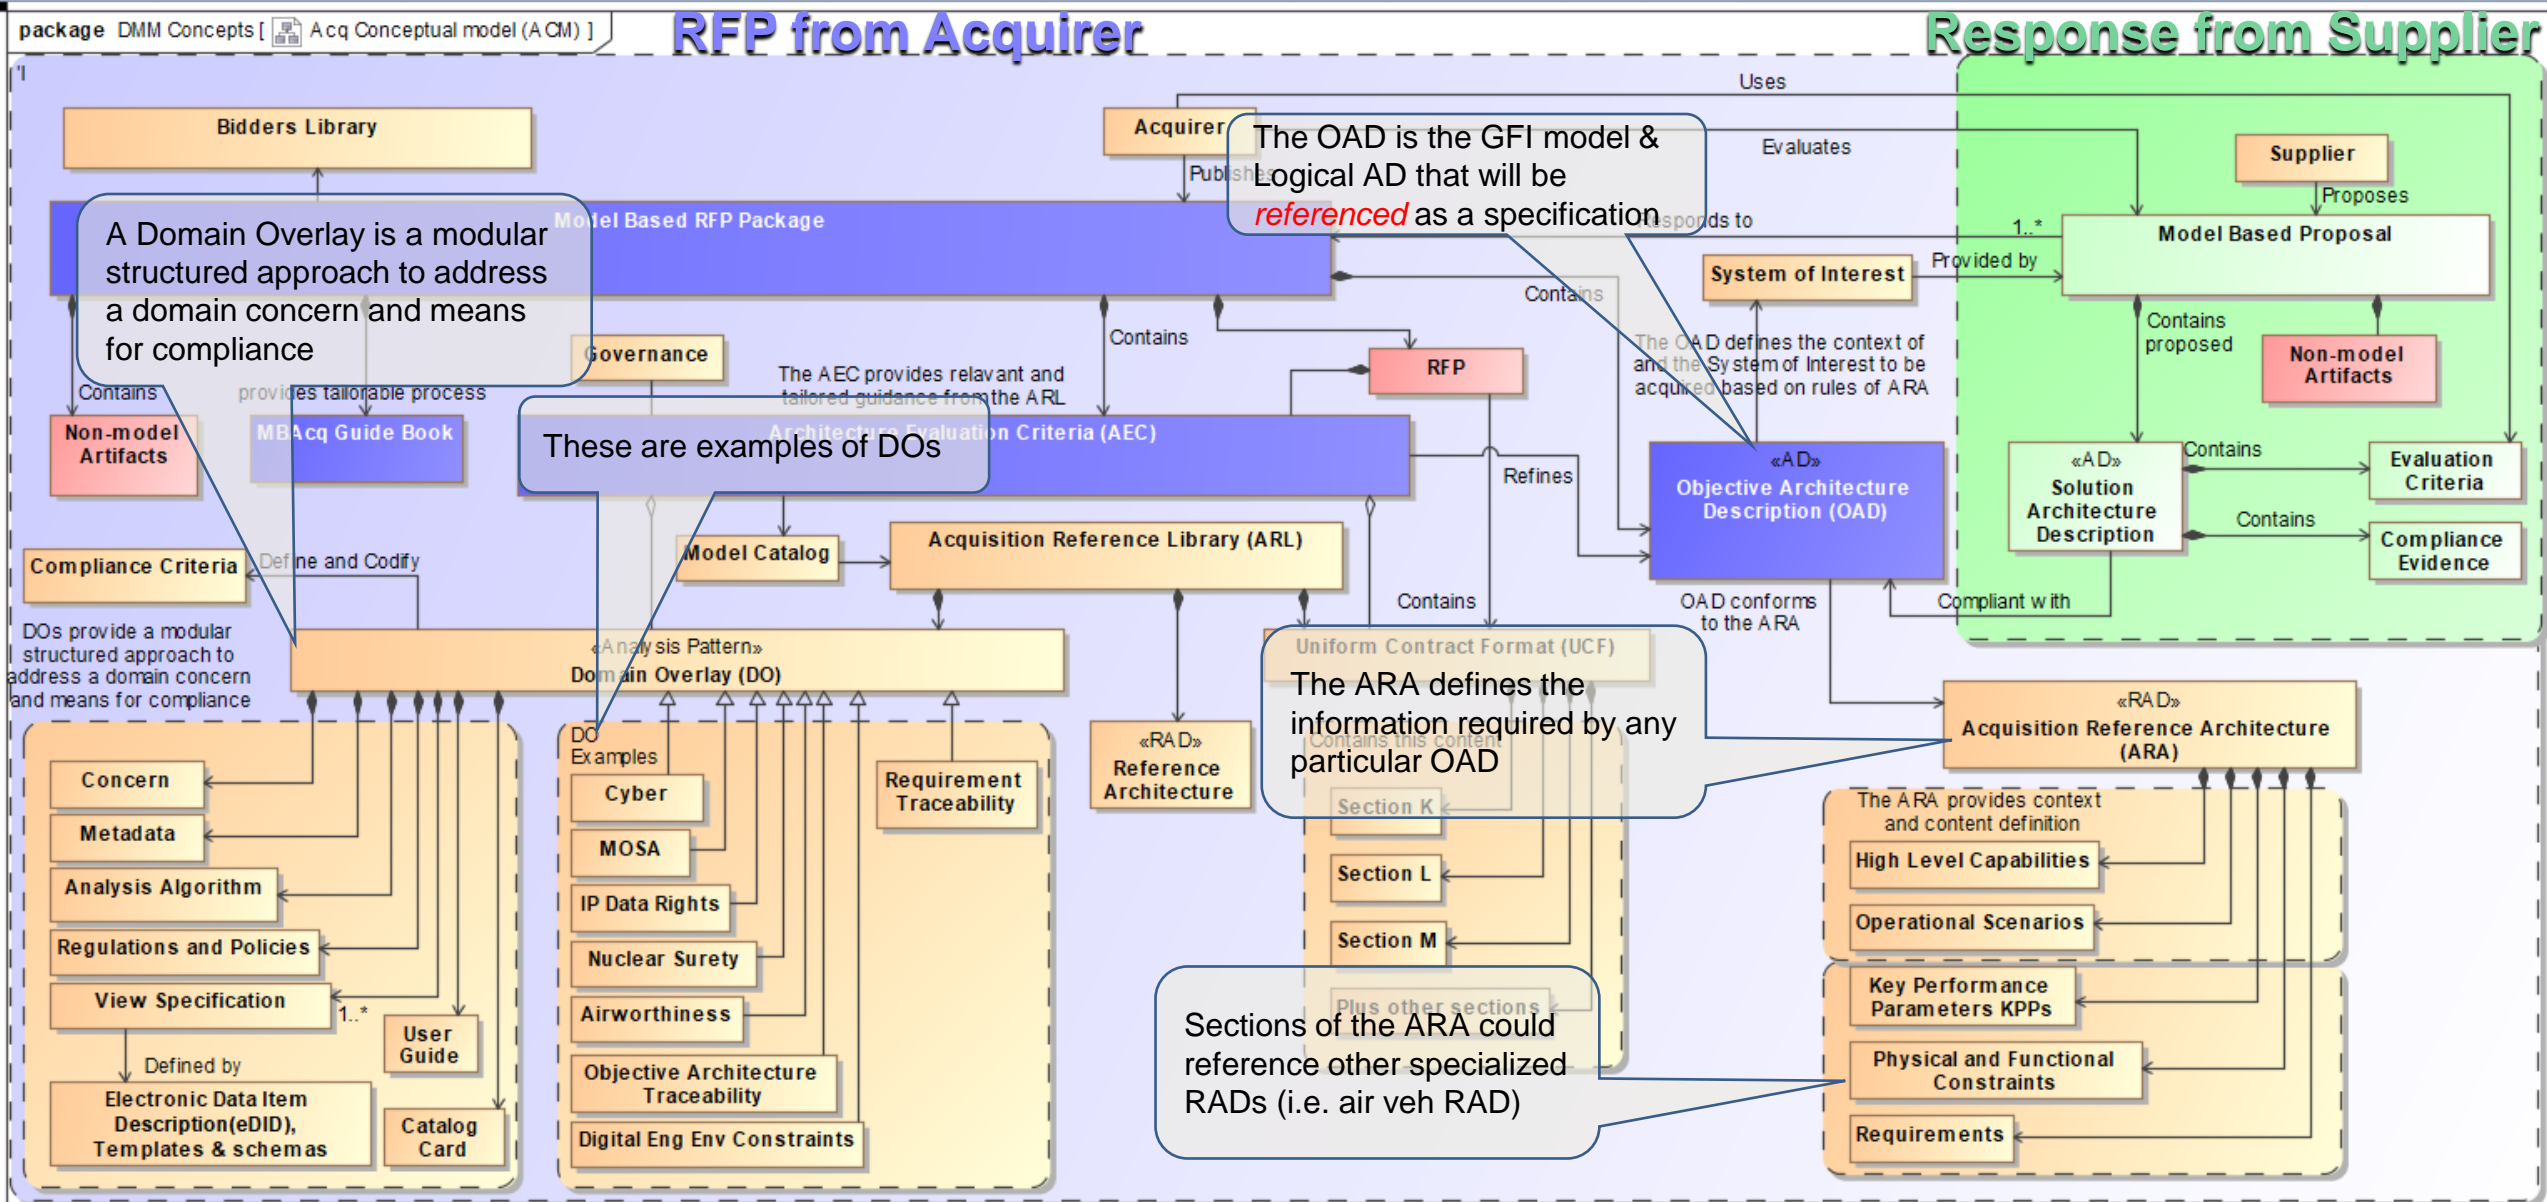 package DMM Concepts [ Acq Conceptual model (ACM) ]
RFP from Acquirer
Response from Supplier
Uses
Bidders Library
Acquirer
Evaluates
Supplier
Publishes
Proposes
The OAD is the GFI model &
Logical AD that will be
referenced as a specification
Model Based RFP Package
Responds to
1..*
Model Based Proposal
A Domain Overlay is a modular
structured approach to address
a domain concern and means
for compliance
System of Interest
Provided by
Contains
Contains
Contains
proposed
Governance
The AEC provides relavant and
tailored guidance from the ARL
RFP
The OAD defines the context of
and the System of Interest to be
acquired based on rules of ARA
Non-model
Artifacts
Contains
provides tailorable process
Non-model
Artifacts
MBAcq Guide Book
Architecture Evaluation Criteria (AEC)
These are examples of DOs
Refines
«AD»
Objective Architecture
Description (OAD)
«AD»
Solution
Architecture
Description
Contains
Evaluation
Criteria
Contains
Compliance
Evidence
Compliance Criteria
Define and Codify
Model Catalog
Acquisition Reference Library (ARL)
Contains
OAD conforms
to the ARA
Compliant with
DOs provide a modular
structured approach to
address a domain concern
and means for compliance
«Analysis Pattern»
Domain Overlay (DO)
Uniform Contract Format (UCF)
The ARA defines the
information required by any
particular OAD
Contains this content
«RAD»
Acquisition Reference Architecture
(ARA)
«RAD»
Reference
Architecture
DO
Examples
Concern
Metadata
Analysis Algorithm
Regulations and Policies
View Specification
1..*
User
Guide
Defined by
Electronic Data Item
Description(eDID),
Templates & schemas
Catalog
Card
Cyber
MOSA
IP Data Rights
Nuclear Surety
Airworthiness
Objective Architecture
Traceability
Digital Eng Env Constraints
Requirement
Traceability
Section K
Section L
Section M
Plus other sections
Sections of the ARA could
reference other specialized
RADs (i.e. air veh RAD)
The ARA provides context
and content definition
High Level Capabilities
Operational Scenarios
Key Performance
Parameters KPPs
Physical and Functional
Constraints
Requirements